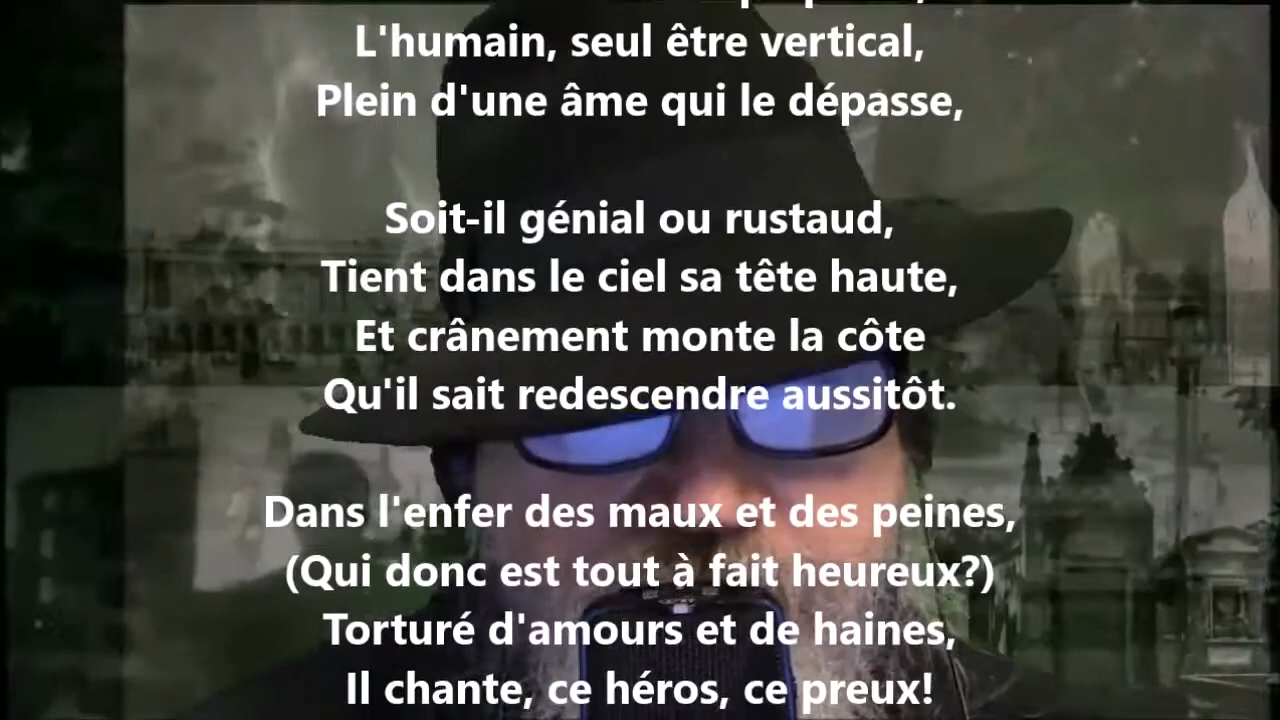 L'humain, seul être vertical,
Plein d'une âme qui le dépasse,
Soit-il génial ou rustaud,
Tient dans le ciel sa tête haute,
Et crânement monte la côte
Qu'il sait redescendre aussitôt.
Dans l'enfer des maux et des peines,
(Qui donc est tout à fait heureux?)
Torturé d'amours et de haines,
Il chante, ce héros, ce preux!